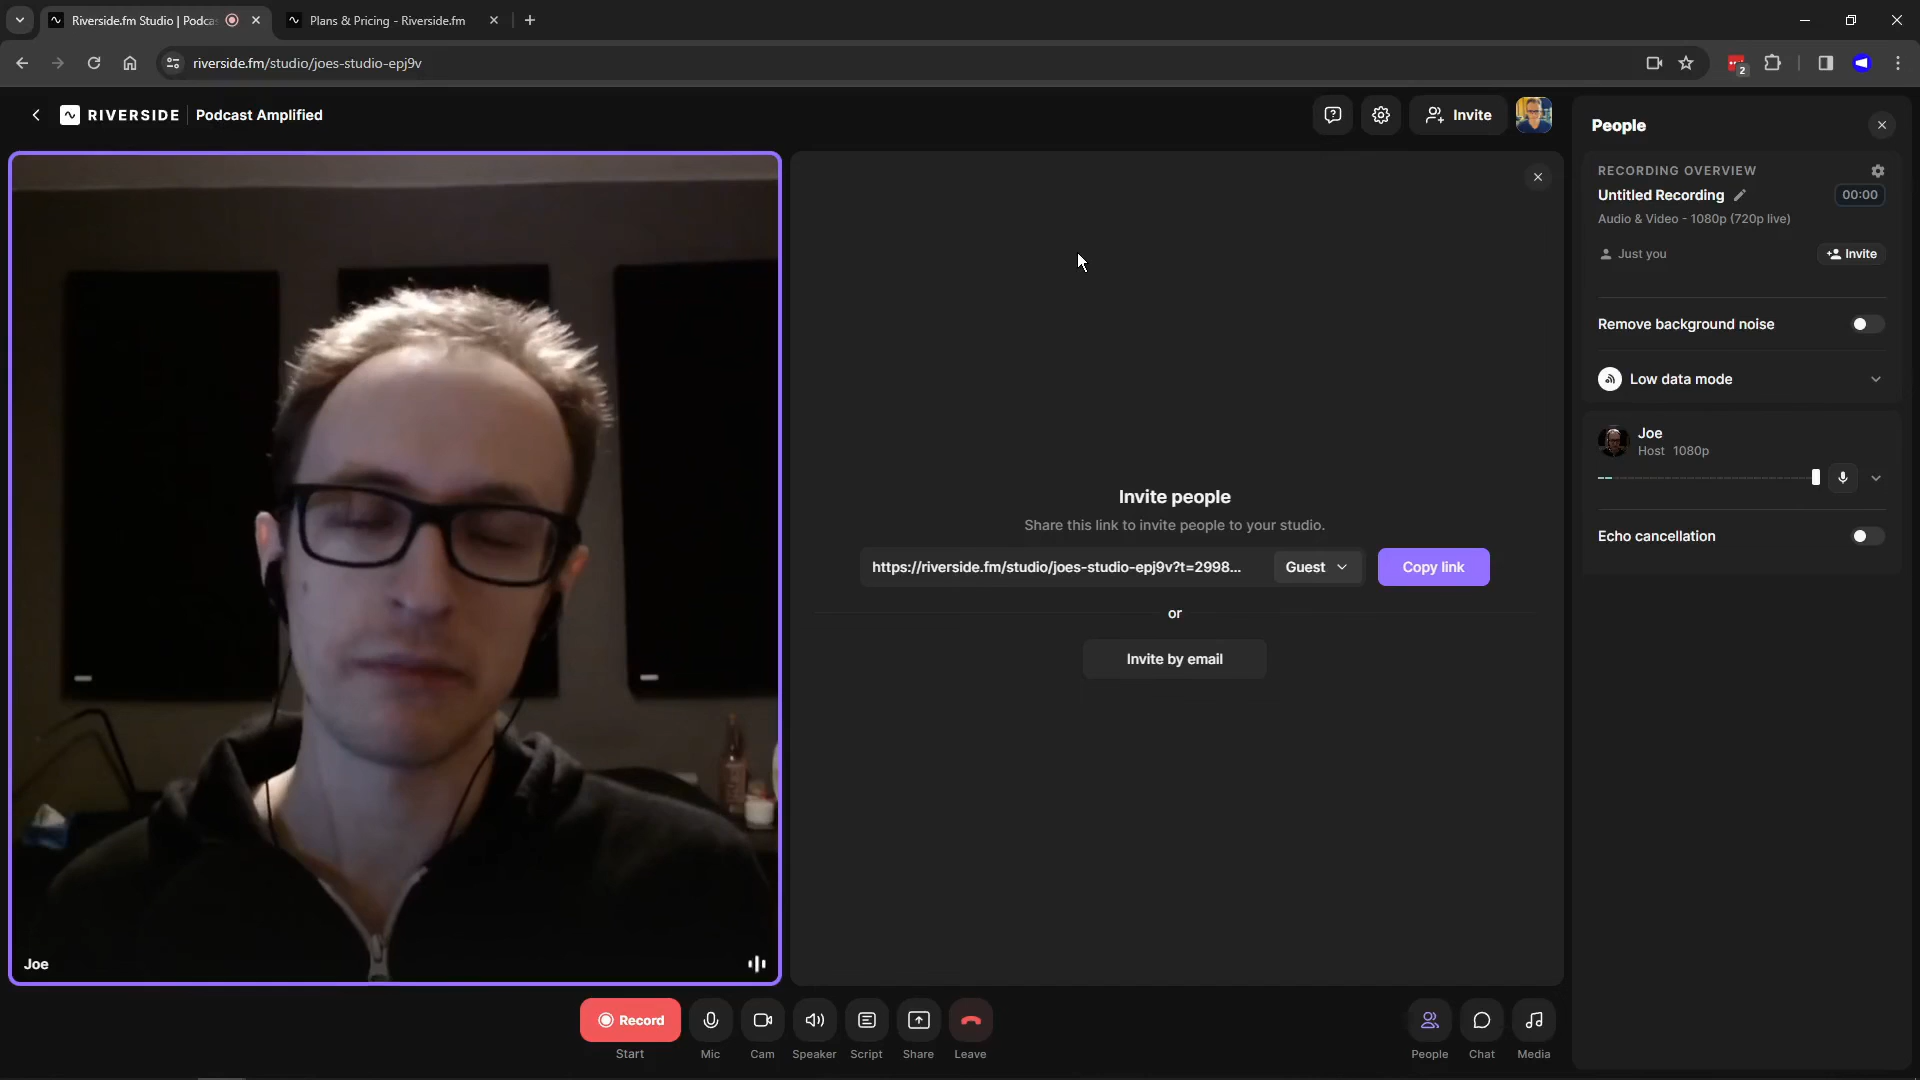 Riverside.fm Studio | Podca
Plans & Pricing - Riverside.fm
riverside.fm/studio/joes-studio-epj9v
2
RIVERSIDE
Podcast Amplified
Invite
People
RECORDING OVERVIEW
Untitled Recording
00:00
Audio & Video - 1080p (720p live)
Just you
Invite
Remove background noise
Low data mode
Joe
Host 1080p
Echo cancellation
Invite people
Share this link to invite people to your studio.
https://riverside.fm/studio/joes-studio-epj9v?t=2998...
Guest
Copy link
or
Invite by email
Joe
Record
Start
Mic
Cam
Speaker
Script
Share
Leave
People
Chat
Media